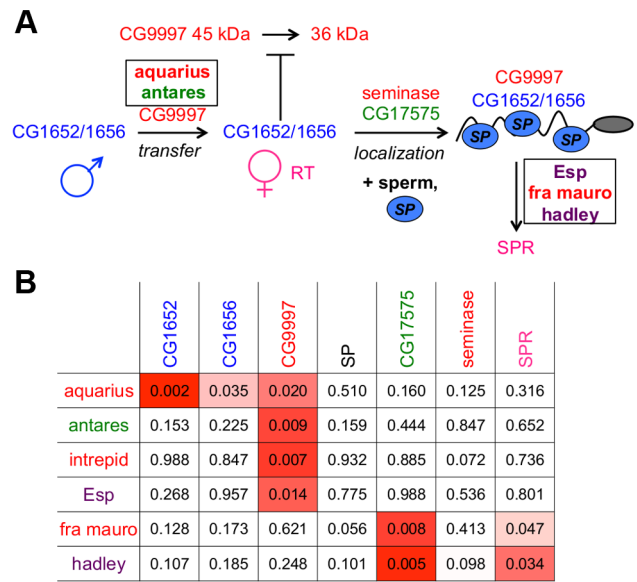 A
CG9997 45 kDa → 36 kDa
aquarius
antares
CG9997
CG1652/1656
transfer
CG1652/1656
RT
seminase
CG17575
localization
+ sperm,
SP
CG9997
CG1652/1656
SP SP SP
Esp
fra mauro
hadley
SPR
B
CG1652 CG1656 CG9997 SP CG17575 seminase SPR
aquarius 0.002 0.035 0.020 0.510 0.160 0.125 0.316
antares 0.153 0.225 0.009 0.159 0.444 0.847 0.652
intrepid 0.988 0.847 0.007 0.932 0.885 0.072 0.736
Esp 0.268 0.957 0.014 0.775 0.988 0.536 0.801
fra mauro 0.128 0.173 0.621 0.056 0.008 0.413 0.047
hadley 0.107 0.185 0.248 0.101 0.005 0.098 0.034